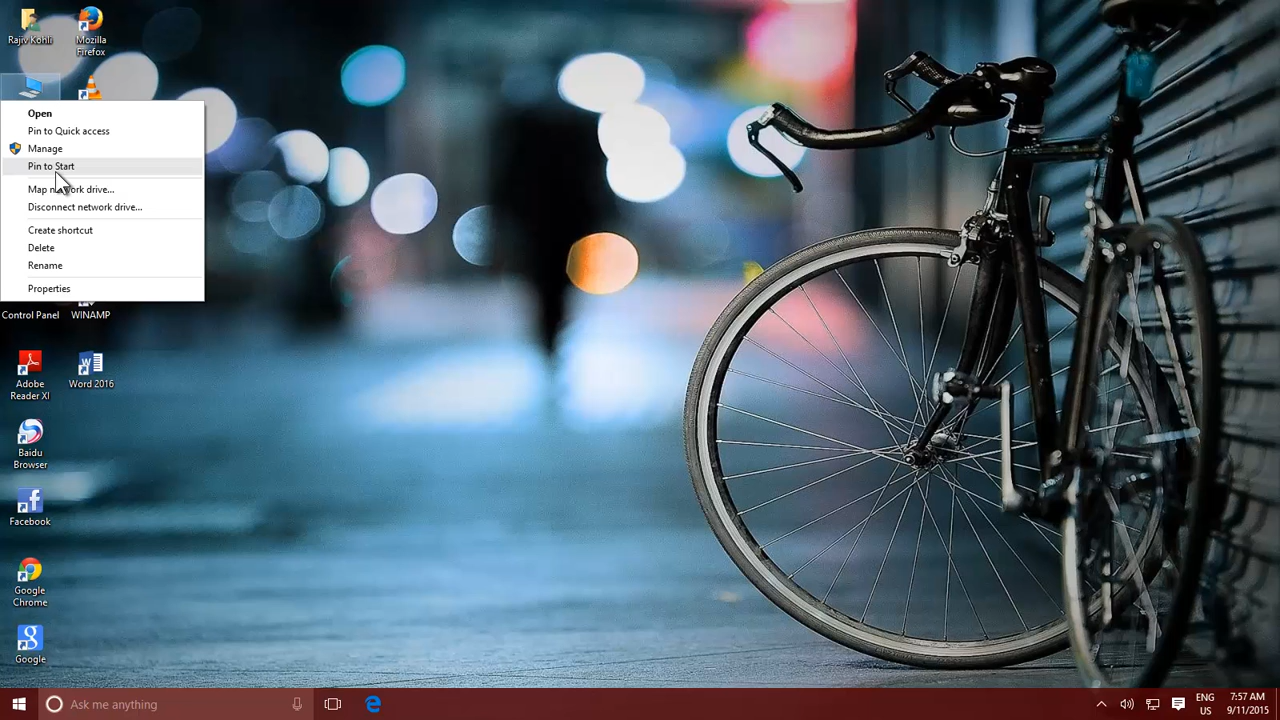 Rajiv Kohli
Mozilla
Firefox
Open
Pin to Quick access
Manage
Pin to Start
Map network drive...
Disconnect network drive...
Create shortcut
Delete
Rename
Properties
Control Panel
WINAMP
Adobe
Reader XI
Word 2016
Baidu
Browser
Facebook
Google
Chrome
Google
Ask me anything
ENG
US
7:57 AM
9/11/2015